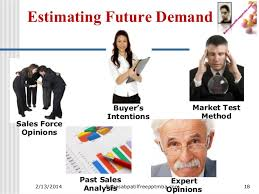 Estimating Future Demand
Buyer's
Intentions
Market Test
Method
Sales Force
Opinions
Past Sales
Analysis
Expert
Opinions
2/13/2014
18